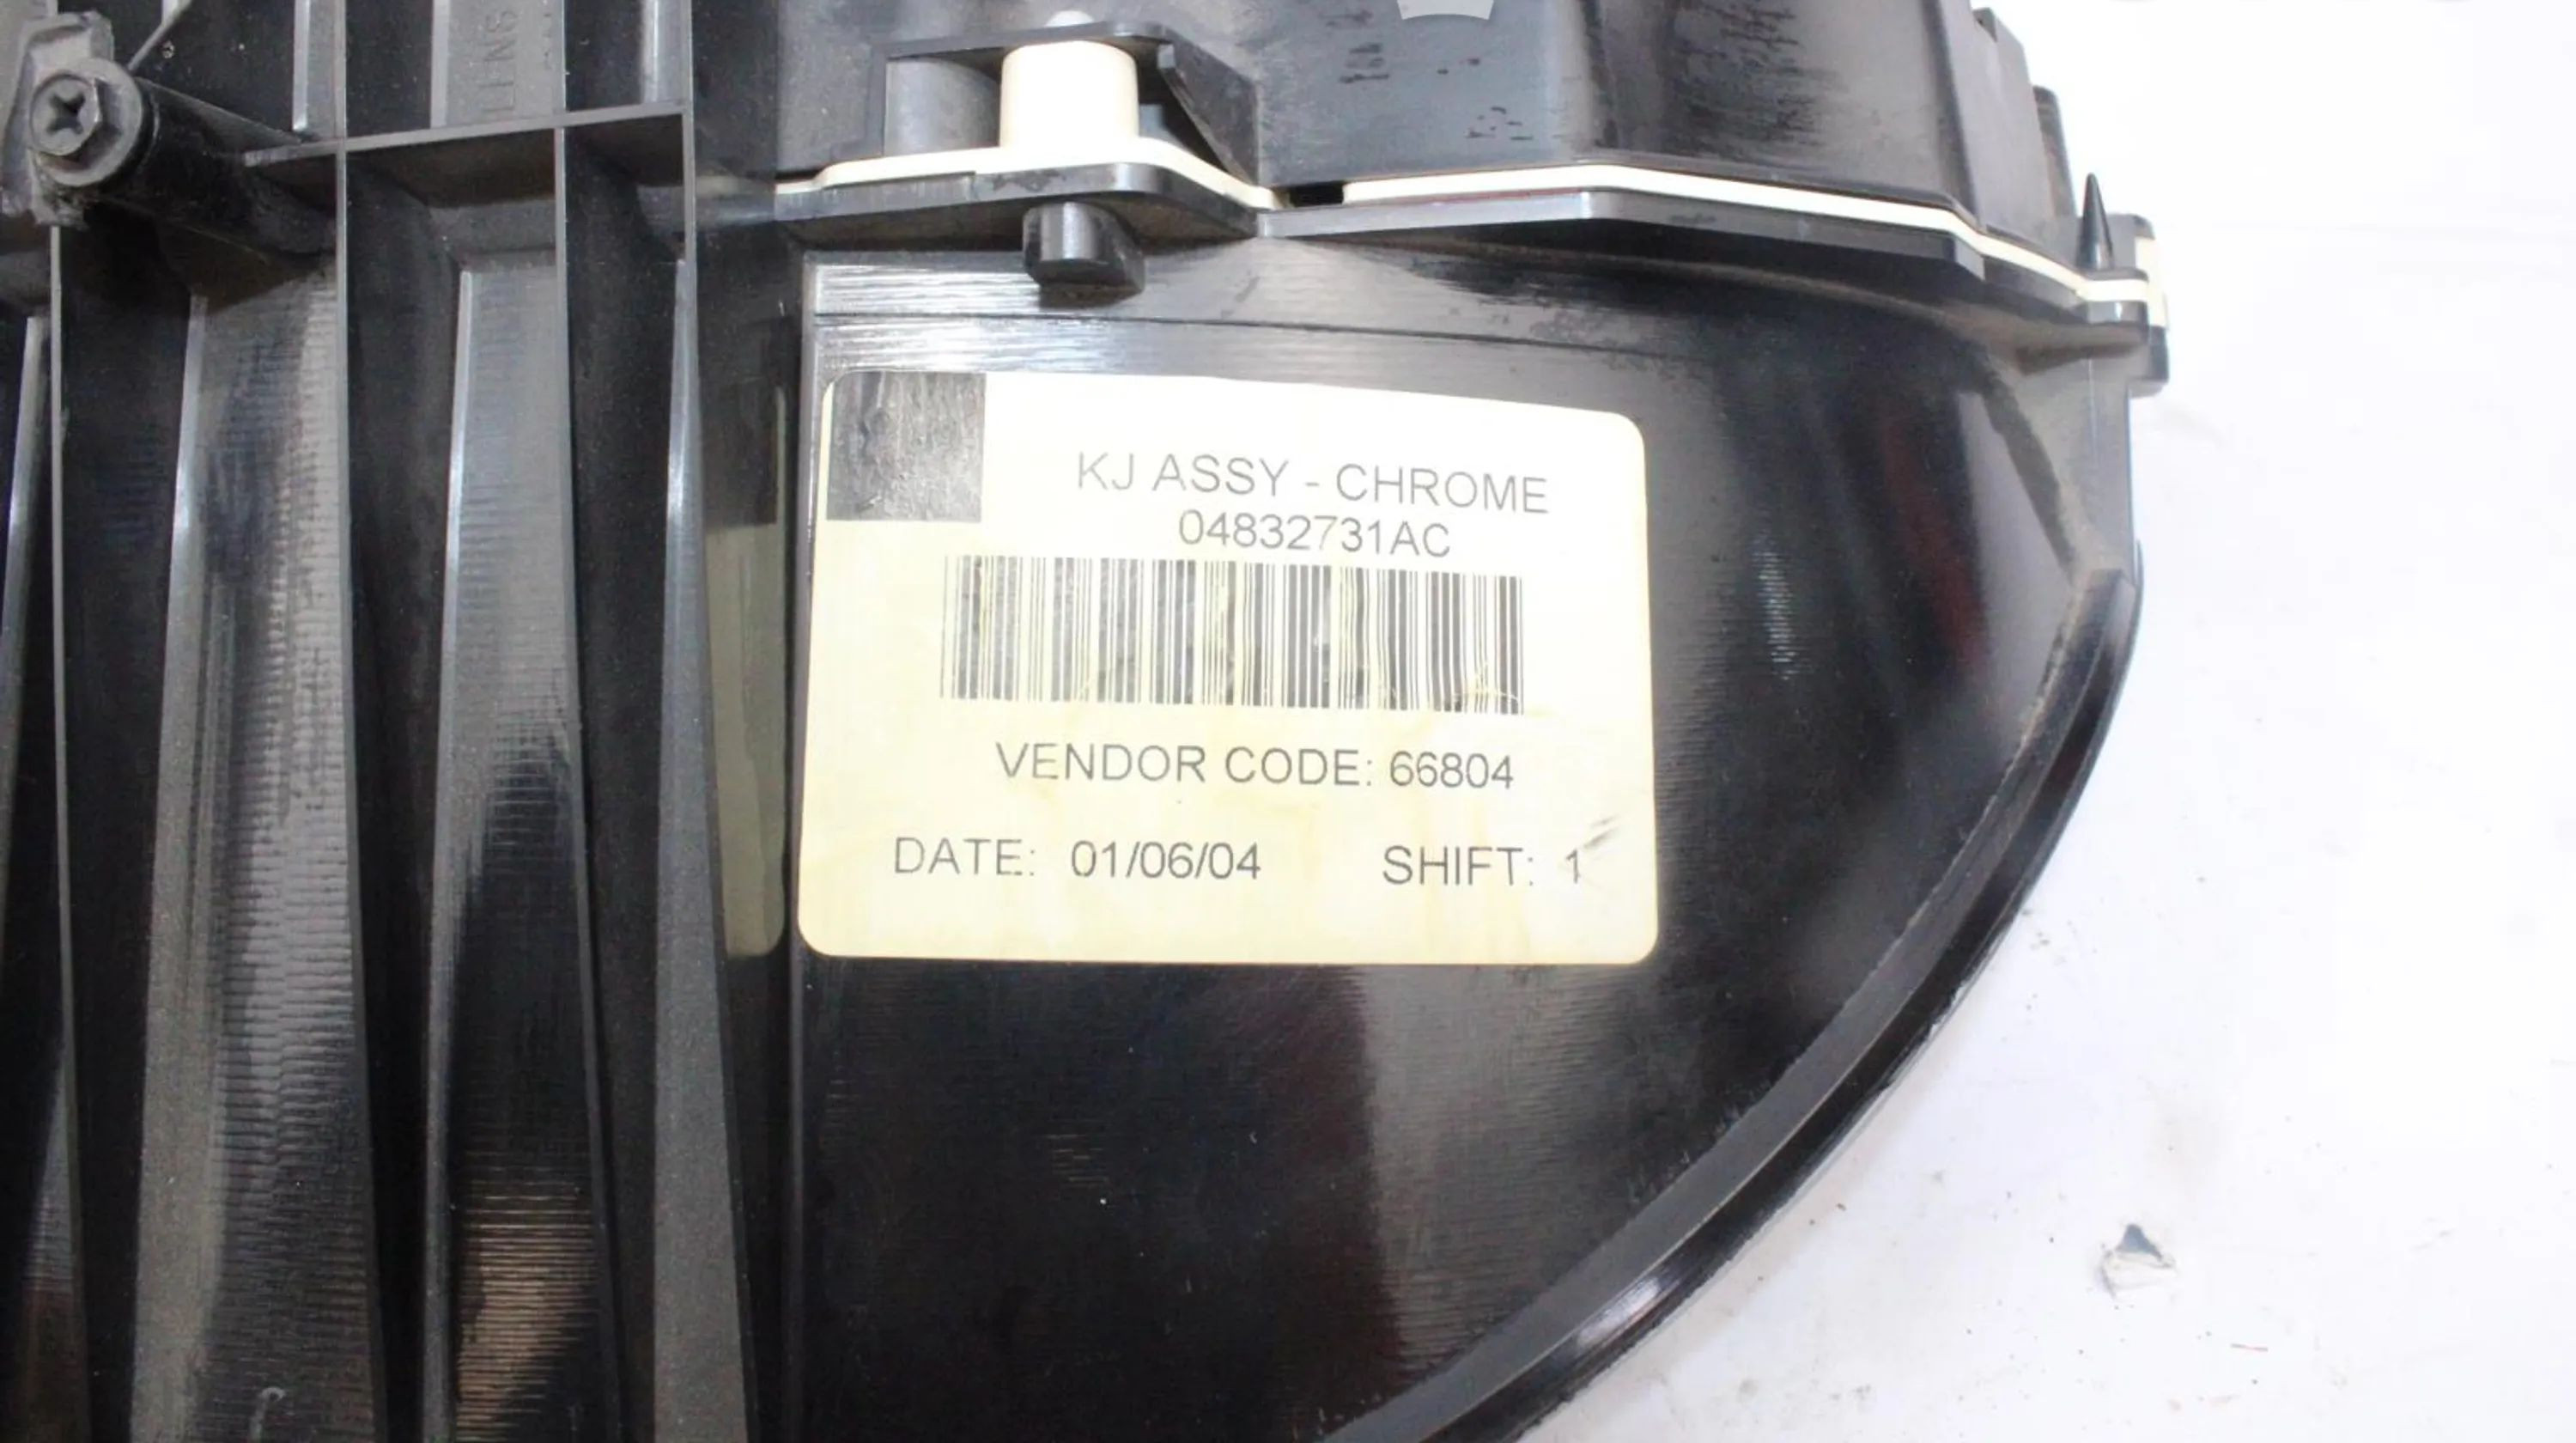 KJ ASSY - CHROME
04832731AC
VENDOR CODE: 66804
DATE: 01/06/04 SHIFT: 1